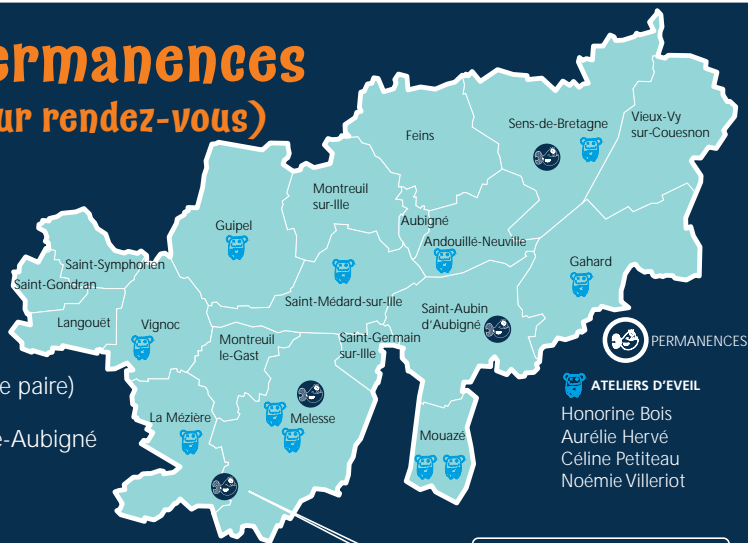 ermanences
ur rendez-vous)
Sens-de-Bretagne
Vieux-Vy
sur-Couesnon
Feins
Montreuil
sur-Ille
Aubigné
Guipel
Andouillé-Neuville
Gahard
Saint-Symphorien
Saint-Gondran
Saint-Médard-sur-Ille
Saint-Aubin
d'Aubigné
Langouët
Vignoc
Montreuil
le-Gast
Saint-Germain
sur-Ille
PERMANENCES
e paire)
ATELIERS D'EVEIL
La Mézière
Melesse
Honorine Bois
e-Aubigné
Mouazé
Aurélie Hervé
Céline Petiteau
Noémie Villeriot